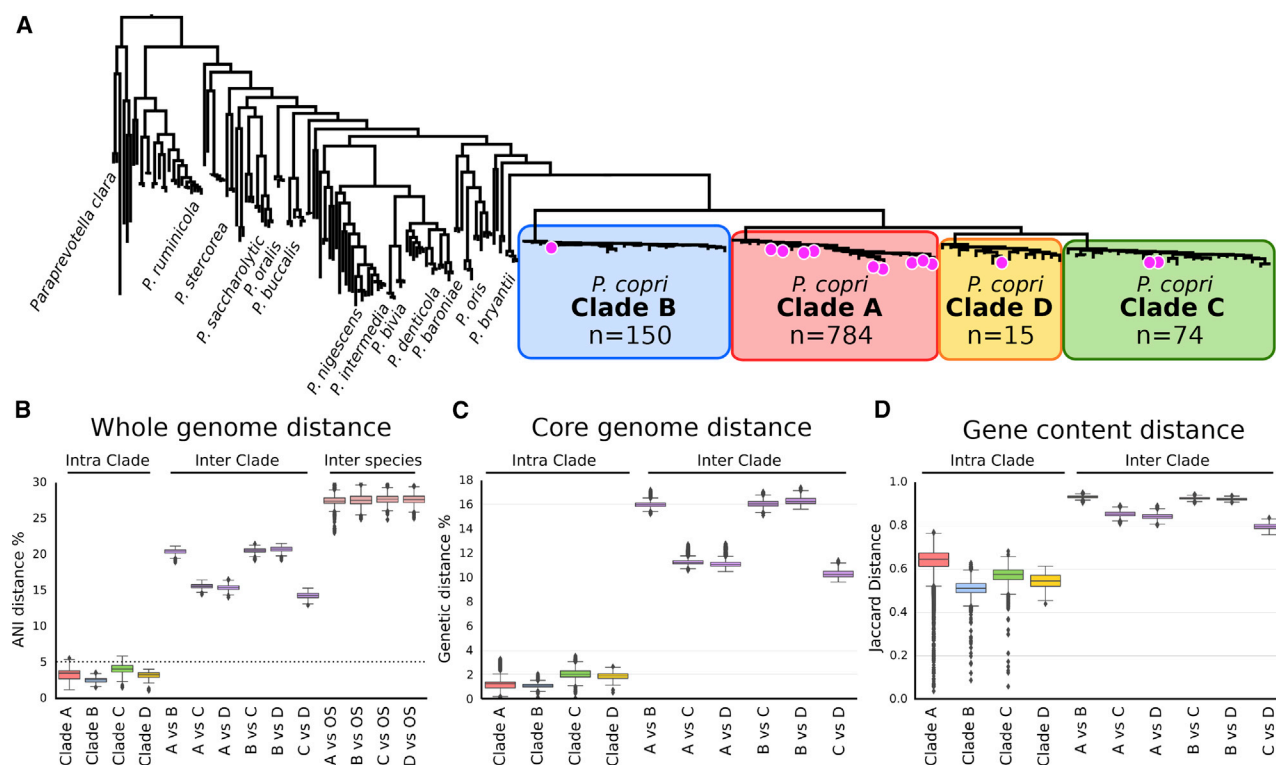 A
Paraprevotella clara
P. ruminicola
P. stercorea
P. saccharolytic
P. oralis
P. buccalis
P. nigescens
P. intermedia
P. bivia
P. denticola
P. baroniae
P. oris
P. bryantii
P. copri
Clade B
n=150
P. copri
Clade A
n=784
P. copri
Clade D
n=15
P. copri
Clade C
n=74
B
Whole genome distance
Intra Clade Inter Clade Inter species
ANI distance %
30
25
20
15
10
5
0
Clade A
Clade B
Clade C
Clade D
A vs B
A vs C
A vs D
B vs C
B vs D
C vs D
A vs OS
B vs OS
C vs OS
D vs OS
C
Core genome distance
Intra Clade Inter Clade
Genetic distance %
18
16
14
12
10
8
6
4
2
0
Clade A
Clade B
Clade C
Clade D
A vs B
A vs C
A vs D
B vs C
B vs D
C vs D
D
Gene content distance
Intra Clade Inter Clade
Jaccard Distance
1.0
0.8
0.6
0.4
0.2
0.0
Clade A
Clade B
Clade C
Clade D
A vs B
A vs C
A vs D
B vs C
B vs D
C vs D